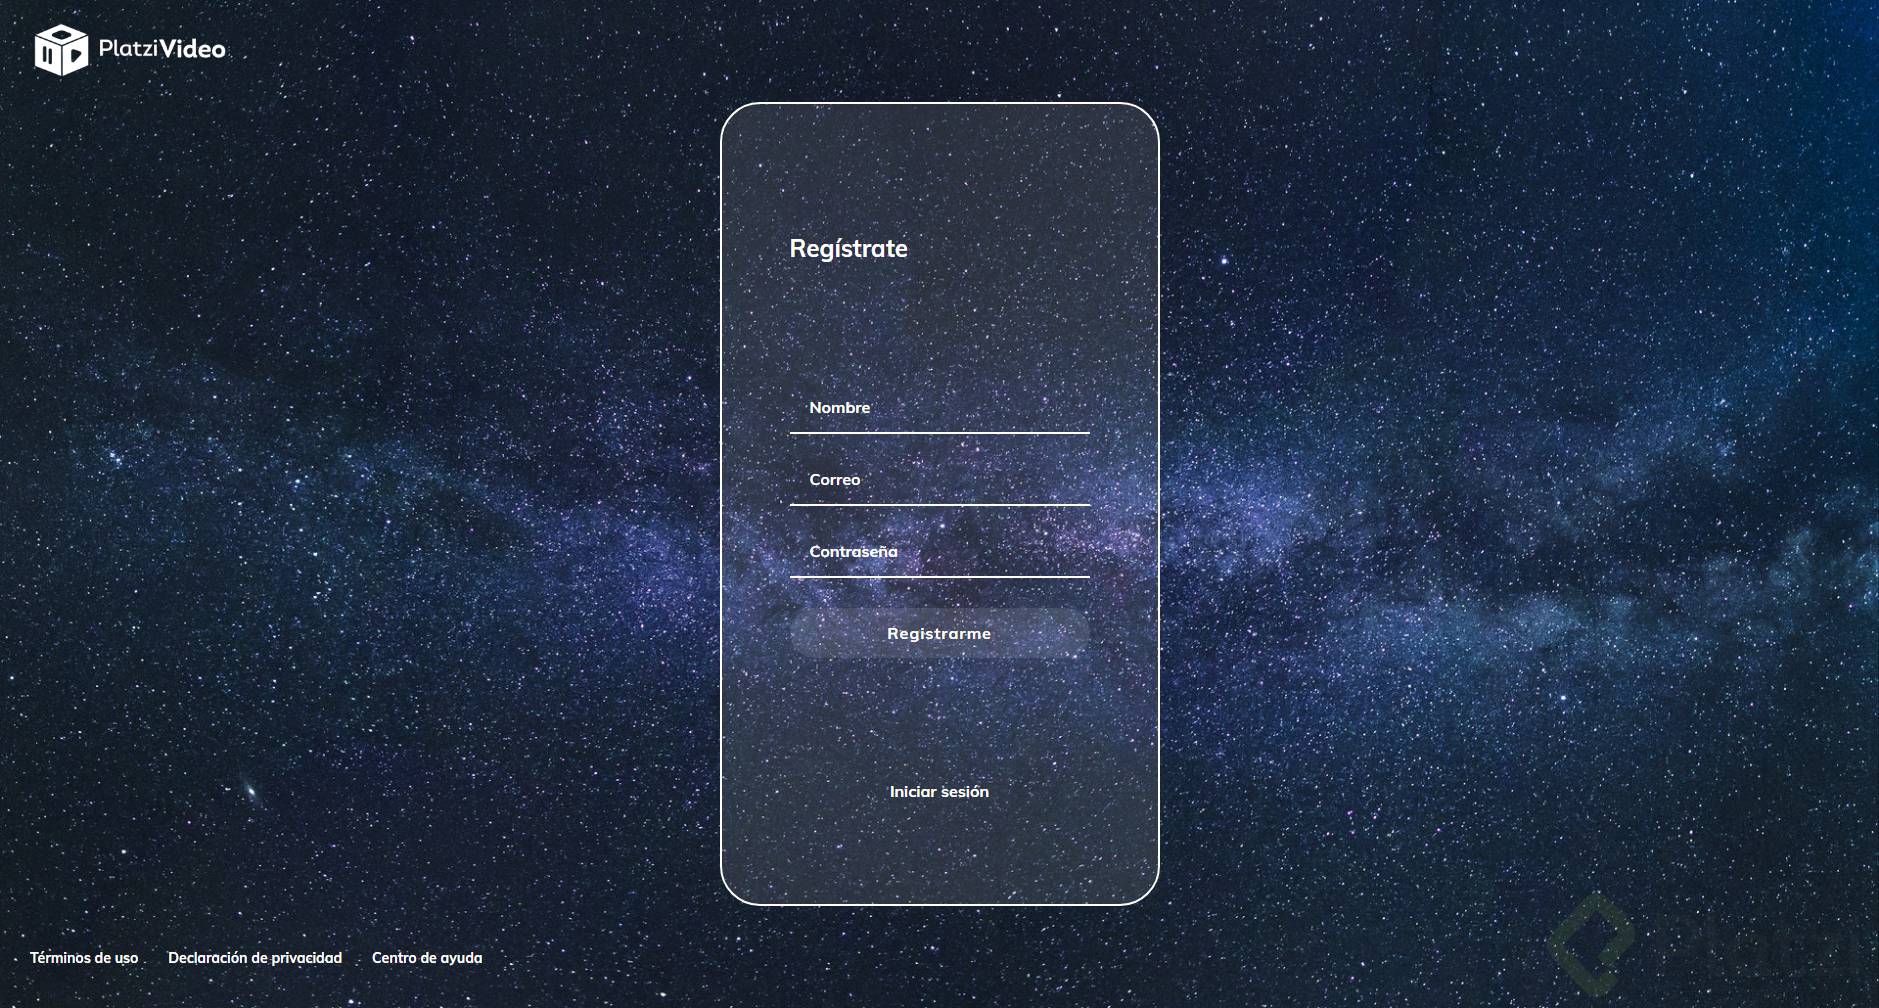 PlatziVideo
Regístrate
Nombre
Correo
Contraseña
Registrarme
Iniciar sesión
Términos de uso
Declaración de privacidad
Centro de ayuda